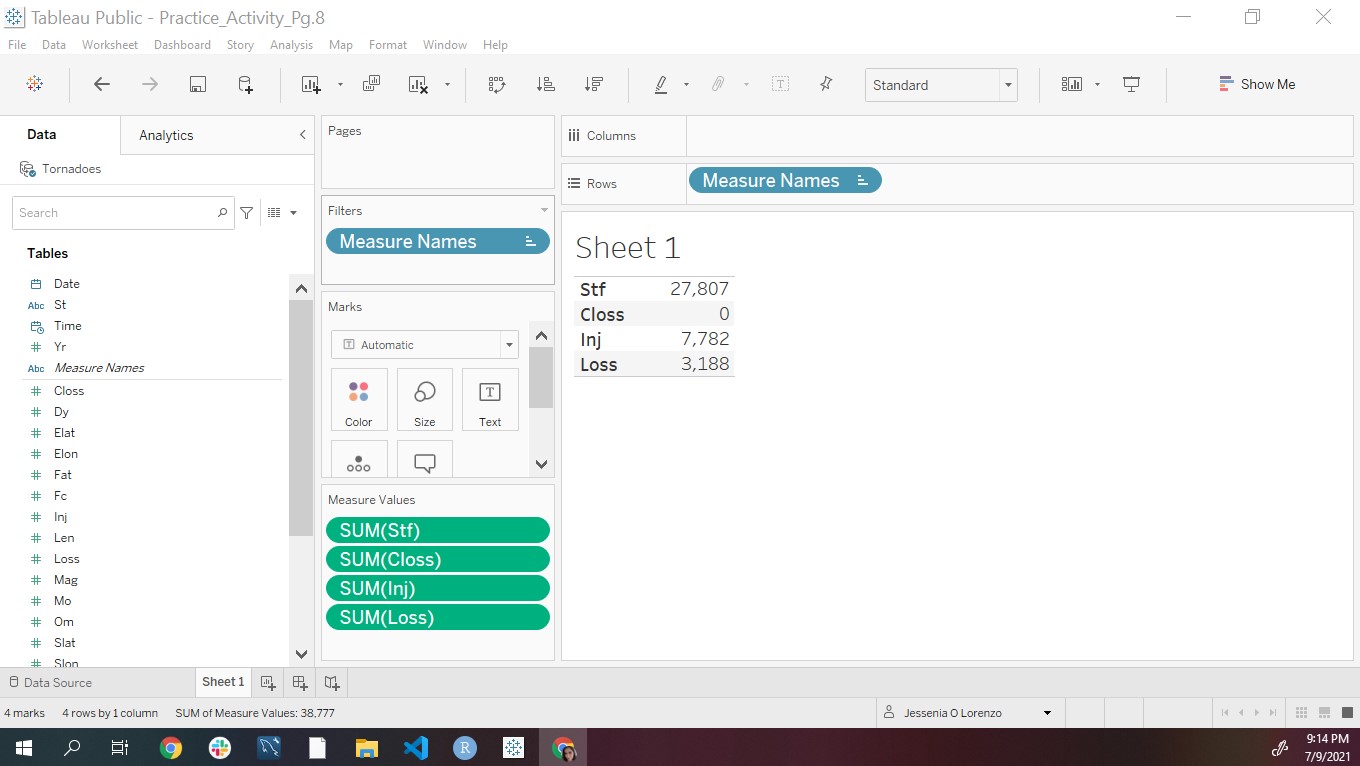 Tableau Public - Practice_Activity_Pg.8
File Data Worksheet Dashboard Story Analysis Map Format Window Help
Standard
Show Me
Data Analytics
Tornadoes
Search
Tables
Date
Abc St
Time
Yr
Abc Measure Names
Closs
Dy
Elat
Elon
Fat
Fc
Inj
Len
Loss
Mag
Mo
Om
Slat
Slon
Pages
Filters
Measure Names
Marks
T Automatic
Color Size T Text
Measure Values
SUM(Stf)
SUM(Closs)
SUM(Inj)
SUM(Loss)
Columns
Rows Measure Names
Sheet 1
Stf 27,807
Closs 0
Inj 7,782
Loss 3,188
Data Source Sheet 1
4 marks 4 rows by 1 column SUM of Measure Values: 38,777 Jessenia O Lorenzo
R
9:14 PM
7/9/2021